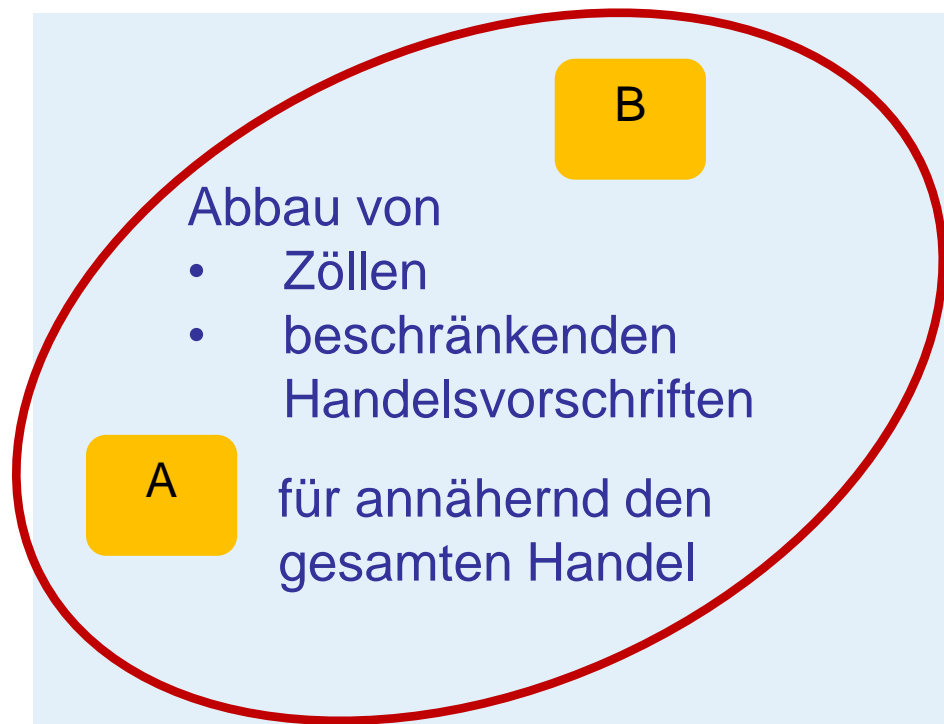 B
Abbau von
• Zöllen
• beschränkenden
Handelsvorschriften
A
für annähernd den
gesamten Handel